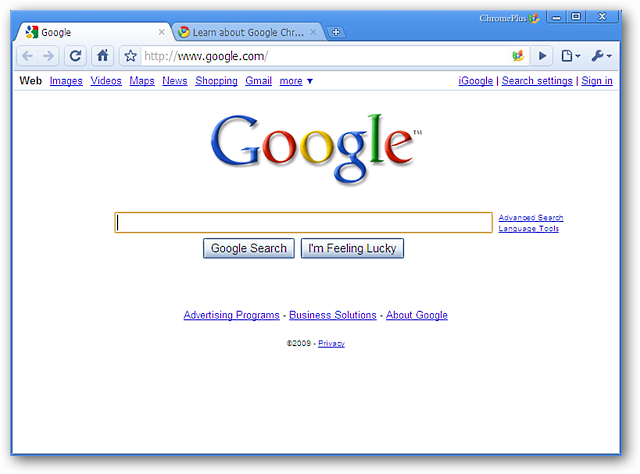 ChromePlus
Google Learn about Google Chr...
http://www.google.com/
Web Images Videos Maps News Shopping Gmail more ▼ iGoogle | Search settings | Sign in
Google™
Advanced Search
Language Tools
Google Search I'm Feeling Lucky
Advertising Programs - Business Solutions - About Google
©2009 - Privacy